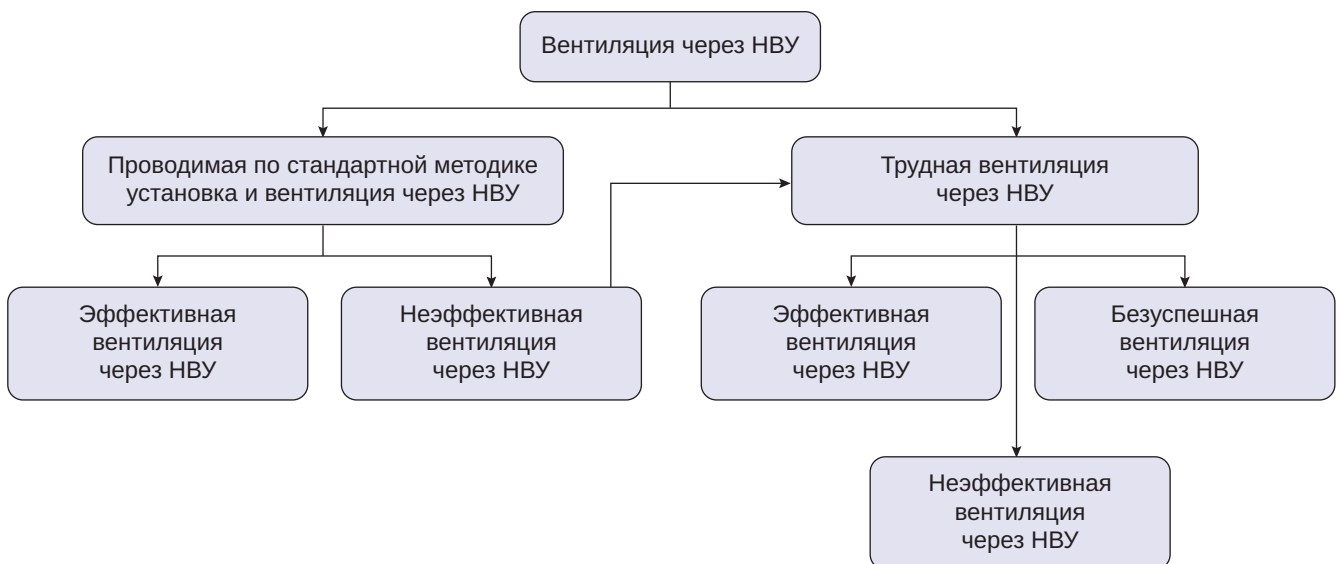 Вентиляция через НВУ
Проводимая по стандартной методике
установка и вентиляция через НВУ
Трудная вентиляция
через НВУ
Эффективная
вентиляция
через НВУ
Неэффективная
вентиляция
через НВУ
Эффективная
вентиляция
через НВУ
Безуспешная
вентиляция
через НВУ
Неэффективная
вентиляция
через НВУ